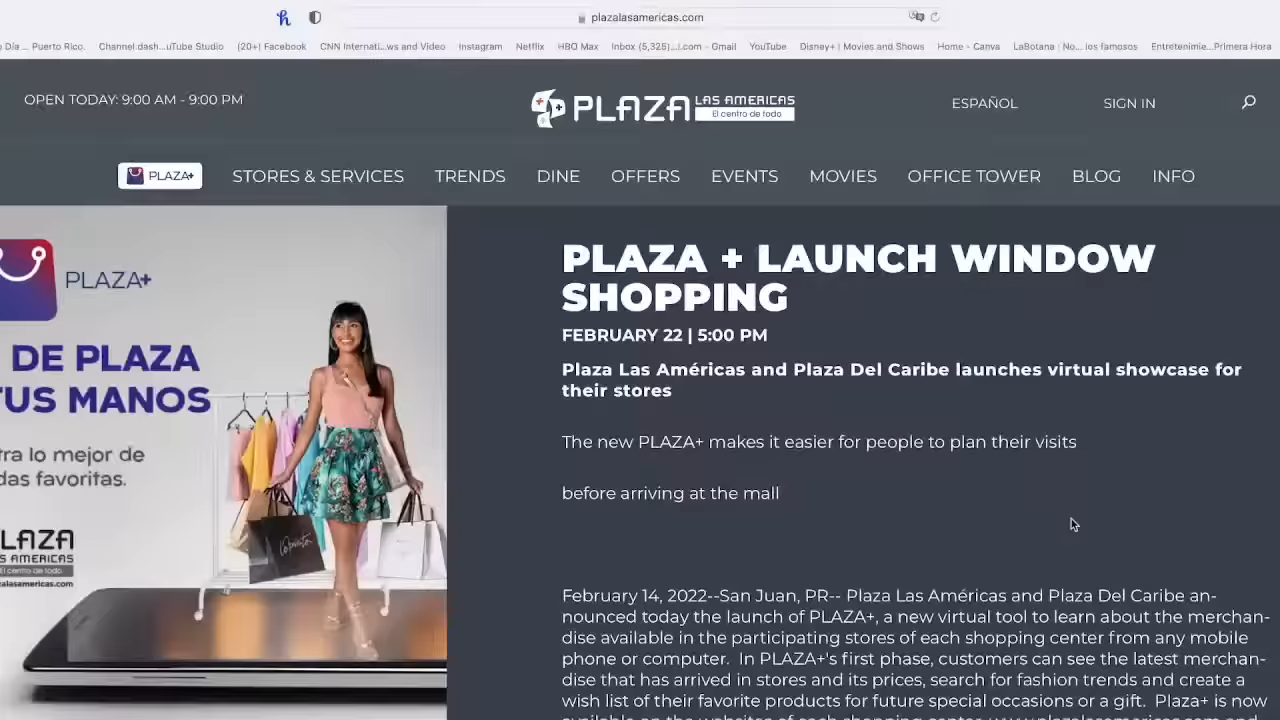 plazalasamericas.com
Día ... Puerto Rico.
Channel dash...uTube Studio
(20+) Facebook
CNN Internati...ws and Video
Instagram
Netflix
HBO Max
Inbox (5,325)...l.com - Gmail
YouTube
Disney+ | Movies and Shows
Home - Canva
LaBotana | No... los famosos
Entretenimie...Primera Hora
OPEN TODAY: 9:00 AM - 9:00 PM
PLAZA LAS AMERICAS
El centro de todo
ESPAÑOL
SIGN IN
PLAZA+
STORES & SERVICES
TRENDS
DINE
OFFERS
EVENTS
MOVIES
OFFICE TOWER
BLOG
INFO
PLAZA+
DE PLAZA
TUS MANOS
tra lo mejor de
das favoritas.
LAZA
S AMERICAS
El centro de todo
zalasamericas.com
PLAZA + LAUNCH WINDOW
SHOPPING
FEBRUARY 22 | 5:00 PM
Plaza Las Américas and Plaza Del Caribe launches virtual showcase for
their stores
The new PLAZA+ makes it easier for people to plan their visits
before arriving at the mall
February 14, 2022--San Juan, PR-- Plaza Las Américas and Plaza Del Caribe an-
nounced today the launch of PLAZA+, a new virtual tool to learn about the merchan-
dise available in the participating stores of each shopping center from any mobile
phone or computer.  In PLAZA+'s first phase, customers can see the latest merchan-
dise that has arrived in stores and its prices, search for fashion trends and create a
wish list of their favorite products for future special occasions or a gift.  Plaza+ is now